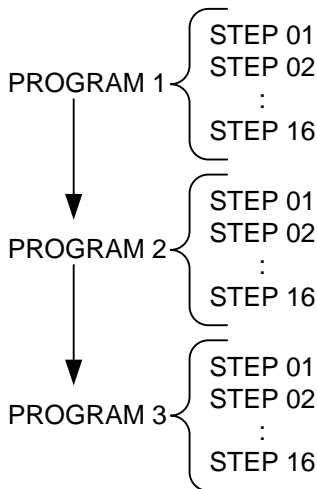 STEP 01
STEP 02
PROGRAM 1
:
STEP 16
STEP 01
STEP 02
PROGRAM 2
:
STEP 16
STEP 01
STEP 02
PROGRAM 3
:
STEP 16